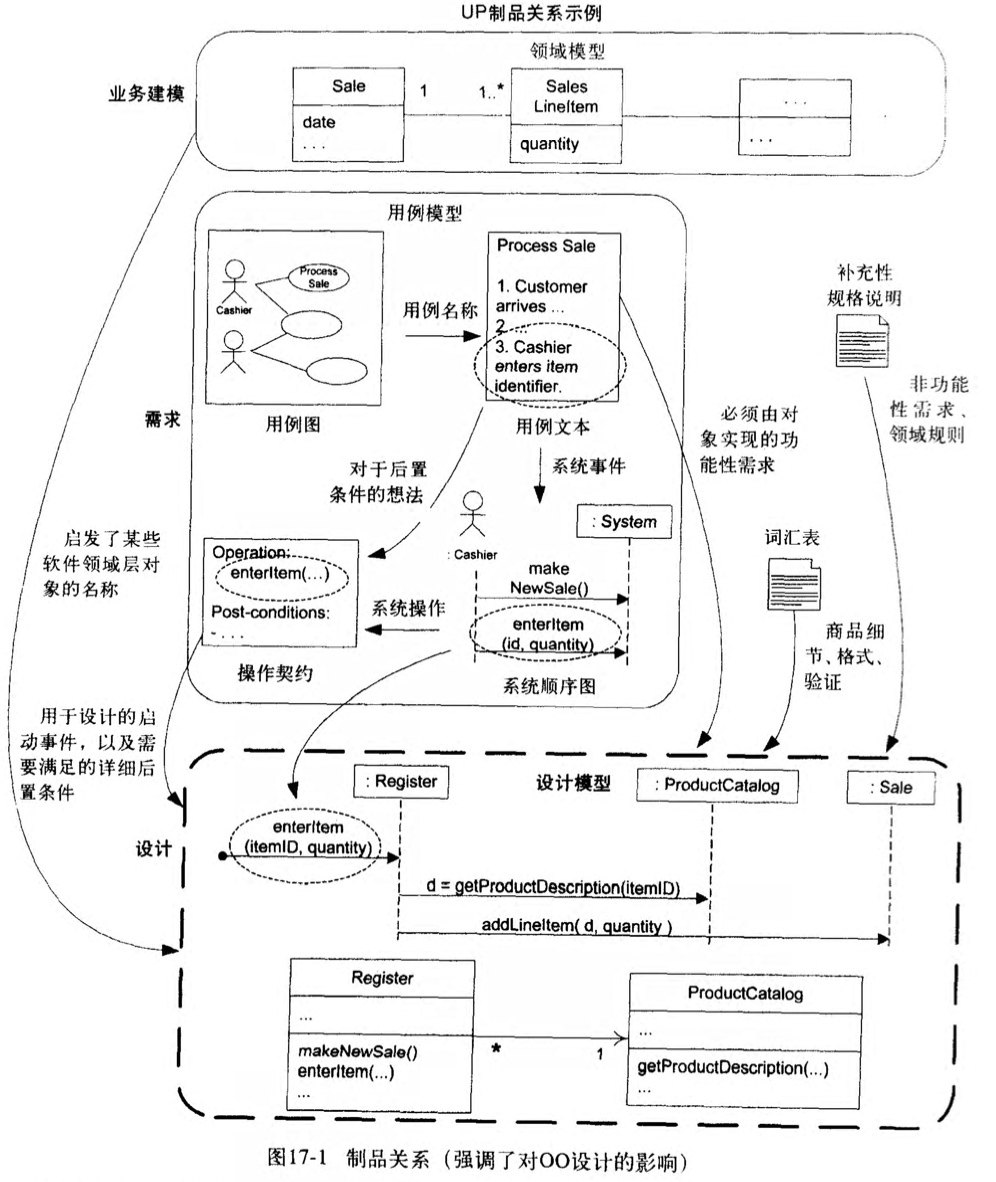 UP制品关系示例
领域模型
业务建模
Sale
date
. . .
1
1..*
Sales
LineItem
quantity
. . .
. . .
用例模型
Cashier
Process
Sale
用例图
用例名称
Process Sale
1. Customer
arrives ...
2. ...
3. Cashier
enters item
identifier.
用例文本
需求
补充性
规格说明
非功能
性需求、
领域规则
必须由对
象实现的功
能性需求
对于后置
条件的想法
系统事件
: Cashier
: System
make
NewSale()
enterItem
(id, quantity)
系统顺序图
系统操作
Operation:
enterItem(…)
Post-conditions:
- . . .
操作契约
启发了某些
软件领域层对
象的名称
词汇表
商品细
节、格式、
验证
用于设计的启
动事件，以及需
要满足的详细后
置条件
设计
设计模型
: Register
: ProductCatalog
: Sale
enterItem
(itemID, quantity)
d = getProductDescription(itemID)
addLineItem( d, quantity )
Register
...
makeNewSale()
enterItem(...)
...
*
1
ProductCatalog
...
getProductDescription(...)
...
图17-1 制品关系（强调了对OO设计的影响）